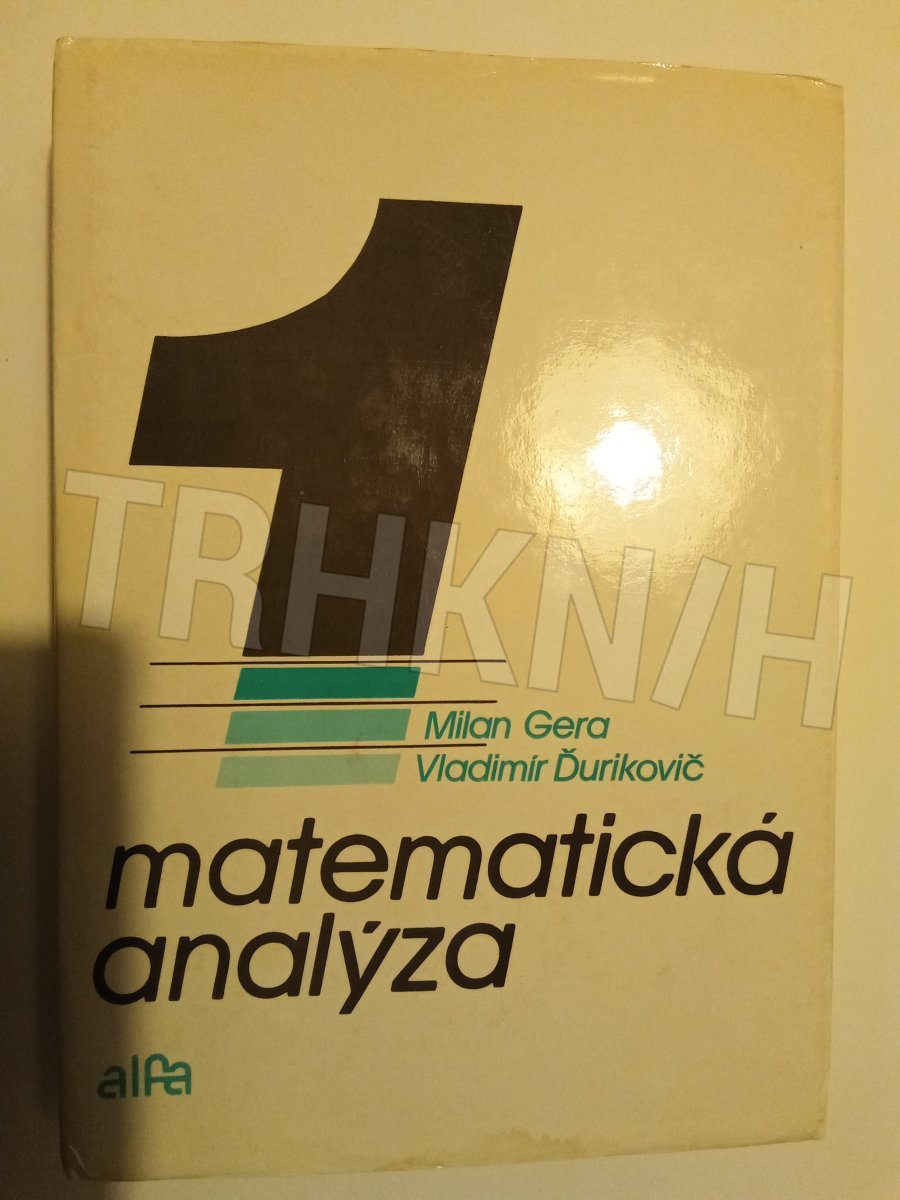 1
TRHKNIH
Milan Gera
Vladimír Ďurikovič
matematická
analýza
alfa